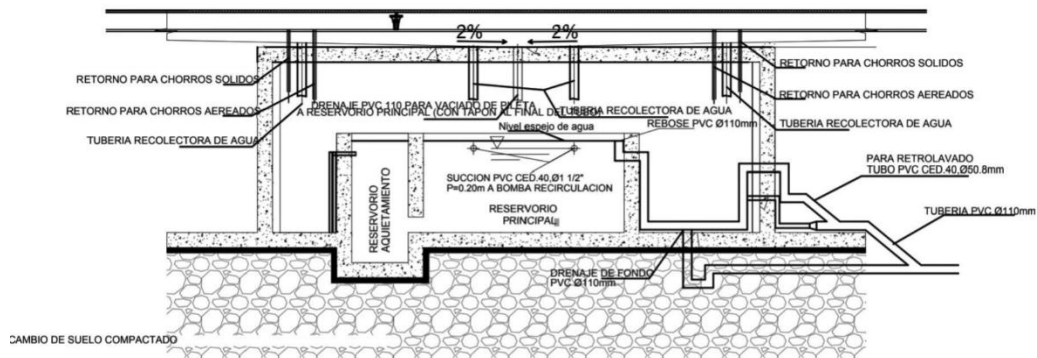 2% 2%
RETORNO PARA CHORROS SOLIDOS
RETORNO PARA CHORROS SOLIDOS
RETORNO PARA CHORROS AEREADOS
RETORNO PARA CHORROS AEREADOS
DRENAJE PVC 110 PARA VACIADO DE PILETA
A RESERVORIO PRINCIPAL (CON TAPON AL FINAL DEL TUBO)
TUBERIA RECOLECTORA DE AGUA
REBOSE PVC Ø110mm
TUBERIA RECOLECTORA DE AGUA
TUBERIA RECOLECTORA DE AGUA
Nivel espejo de agua
PARA RETROLAVADO
TUBO PVC CED.40,Ø50.8mm
SUCCION PVC CED.40,Ø1 1/2"
P=0.20m A BOMBA RECIRCULACION
RESERVORIO
AQUIETAMIENTO
RESERVORIO
PRINCIPAL
TUBERIA PVC Ø110mm
DRENAJE DE FONDO
PVC Ø110mm
CAMBIO DE SUELO COMPACTADO